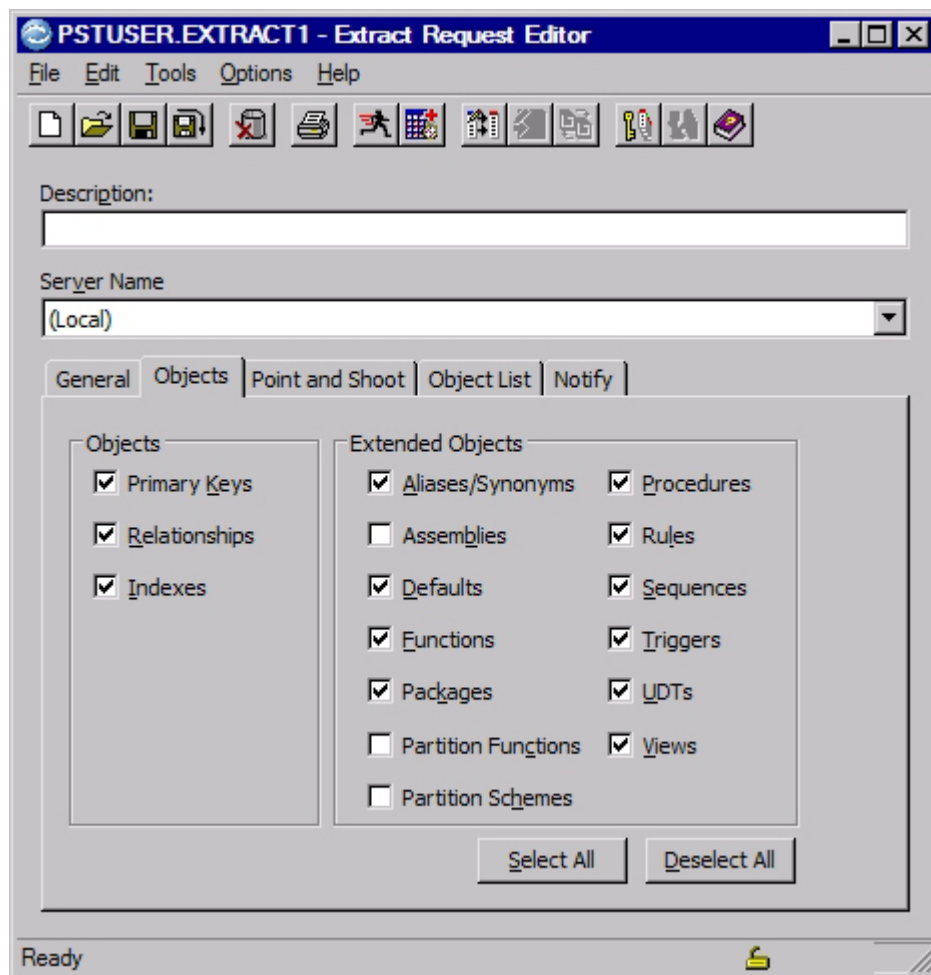 PSTUSER.EXTRACT1 - Extract Request Editor
File Edit Tools Options Help
Description:
Server Name
(Local)
General Objects Point and Shoot Object List Notify
Objects
Primary Keys
Relationships
Indexes
Extended Objects
Aliases/Synonyms Procedures
Assemblies Rules
Defaults Sequences
Functions Triggers
Packages UDTs
Partition Functions Views
Partition Schemes
Select All Deselect All
Ready